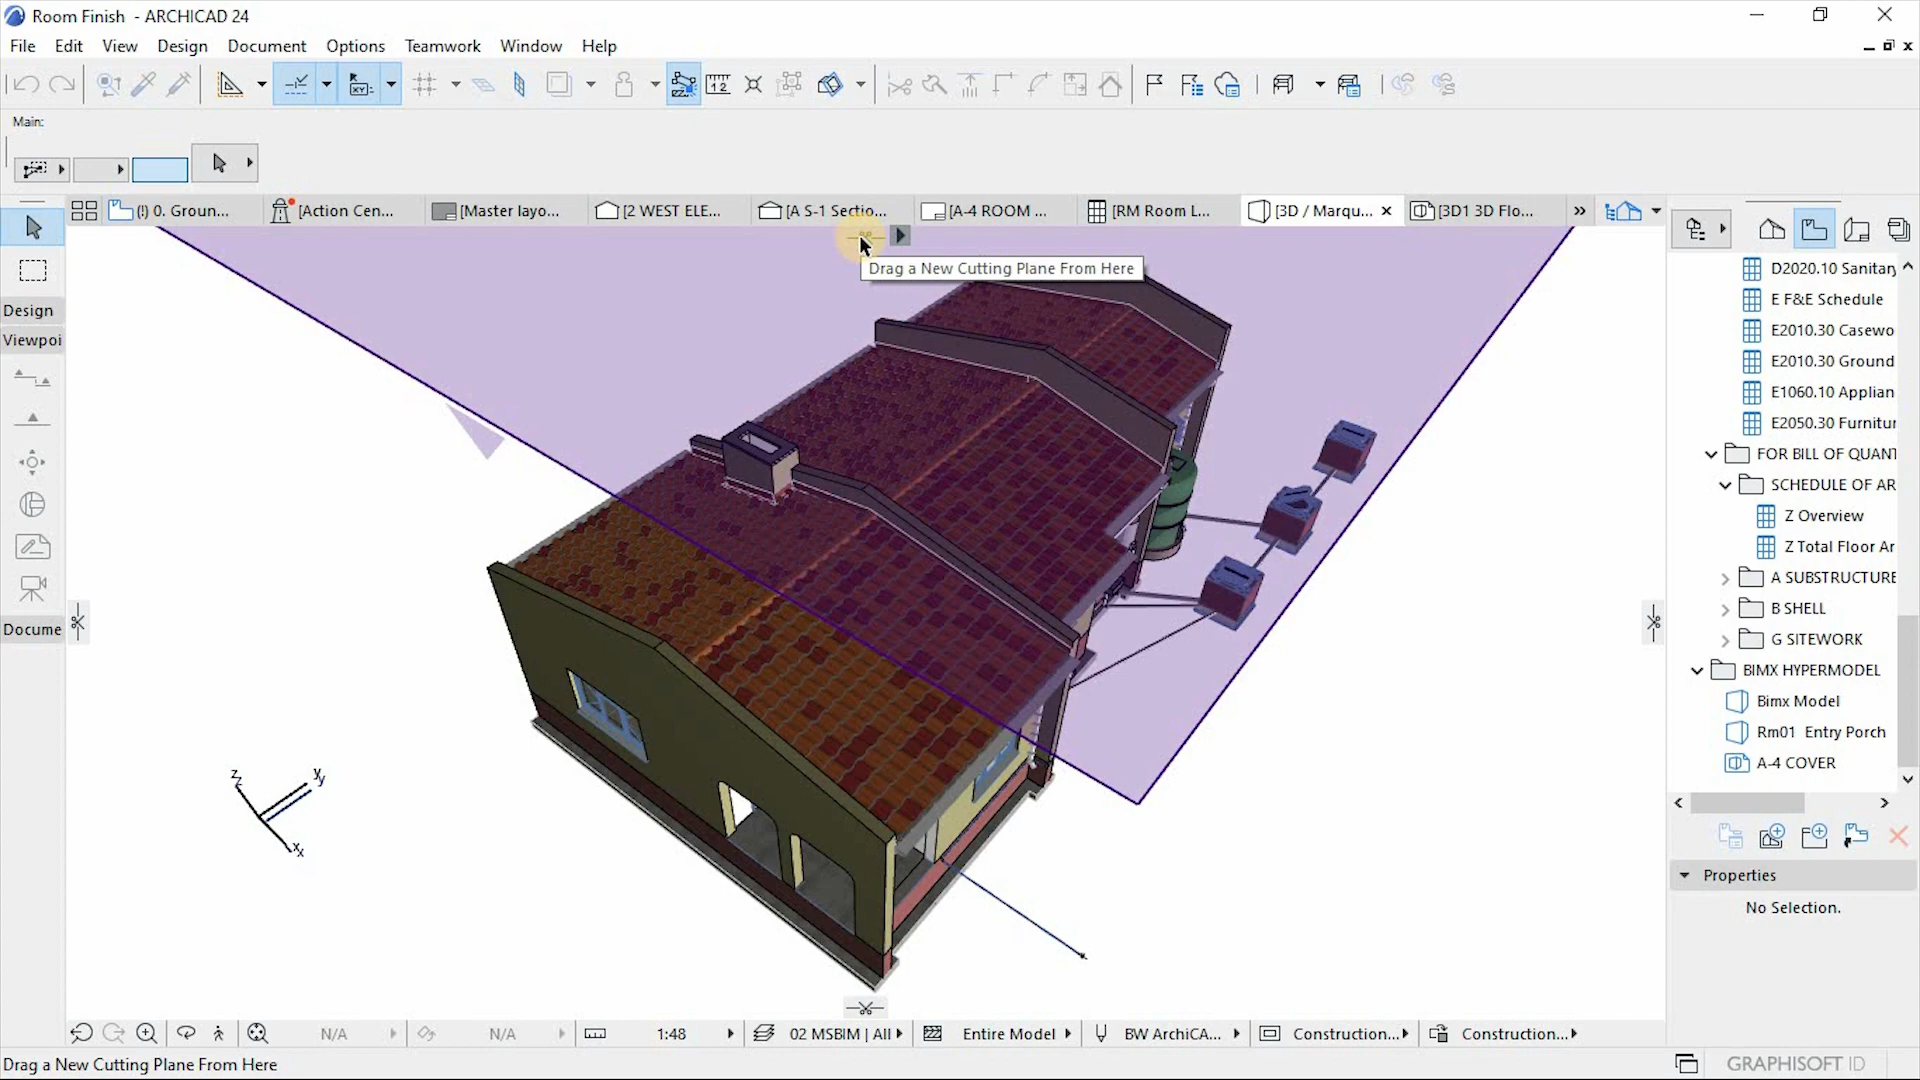 Room Finish - ARCHICAD 24
File Edit View Design Document Options Teamwork Window Help
Main:
(!) 0. Groun...
[Action Cen...
[Master layo...
[2 WEST ELE...
[A S-1 Sectio...
[A-4 ROOM ...
[RM Room L...
[3D / Marqu...
[3D1 3D Flo...
Drag a New Cutting Plane From Here
Design
Viewpoi
Docume
D2020.10 Sanitary
E F&E Schedule
E2010.30 Casewo
E2010.30 Ground
E1060.10 Applian
E2050.30 Furnitur
FOR BILL OF QUANT
SCHEDULE OF AR
Z Overview
Z Total Floor Ar
A SUBSTRUCTURE
B SHELL
G SITEWORK
BIMX HYPERMODEL
Bimx Model
Rm01 Entry Porch
A-4 COVER
Properties
No Selection.
z
z
y
y
x
x
N/A
N/A
1:48
02 MSBIM | All
Entire Model
BW ArchiCA...
Construction...
Construction...
Drag a New Cutting Plane From Here
GRAPHISOFT ID